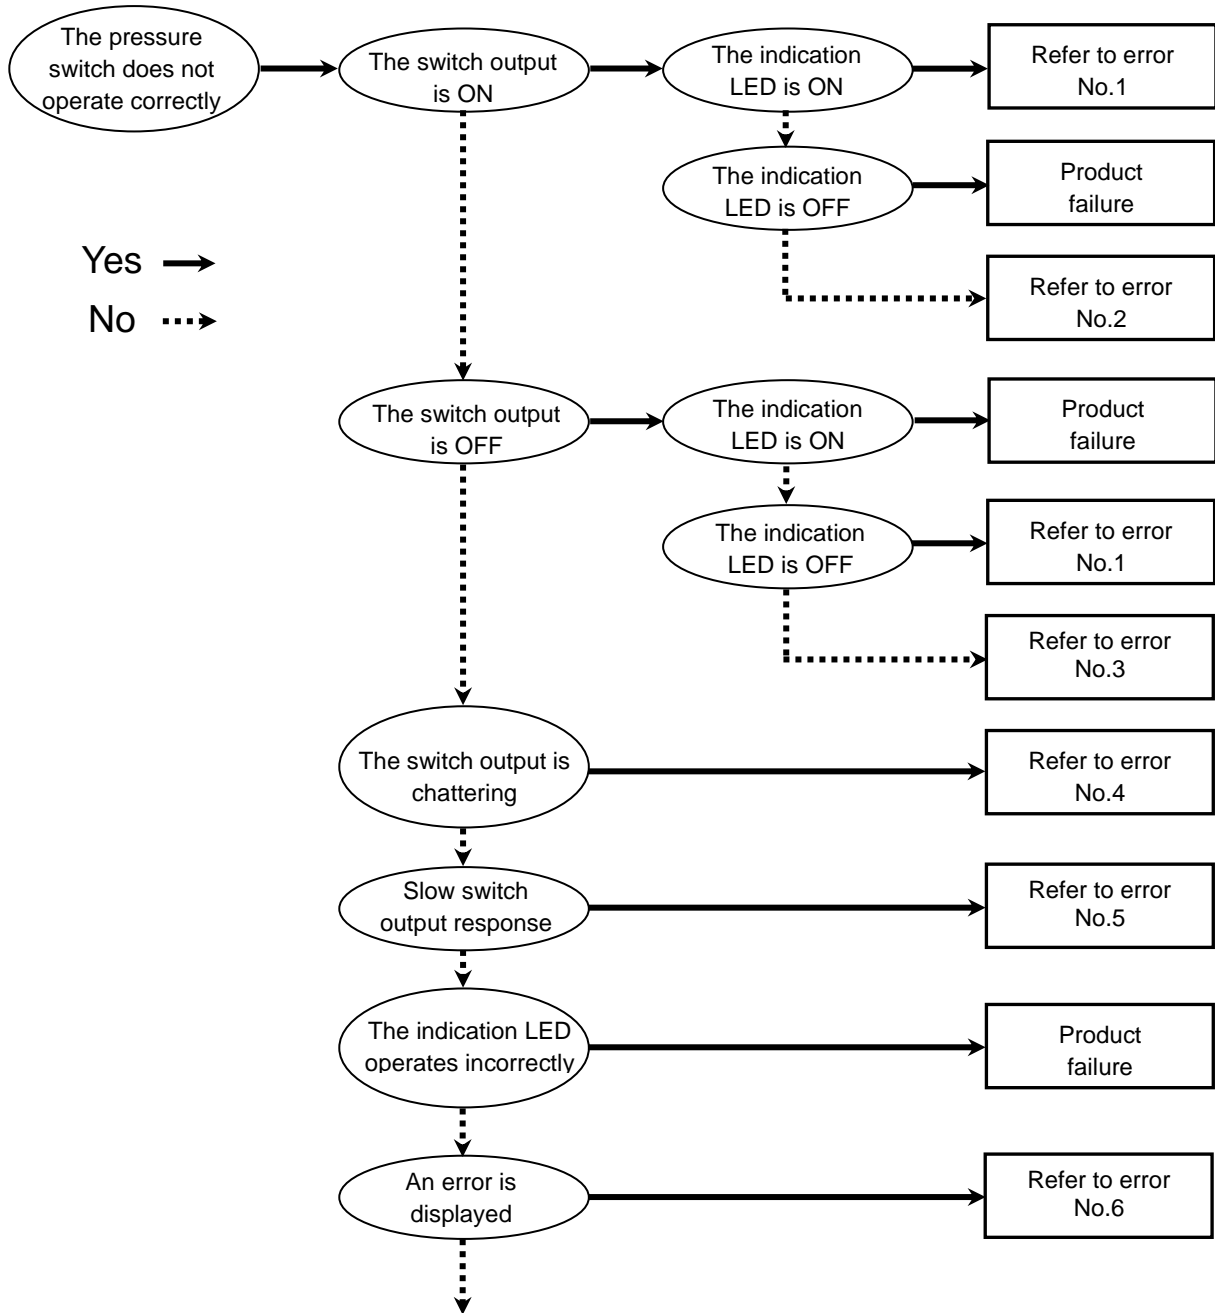 The pressure
switch does not
operate correctly
The switch output
is ON
The indication
LED is ON
Refer to error
No.1
The indication
LED is OFF
Product
failure
Yes
No
Refer to error
No.2
The switch output
is OFF
The indication
LED is ON
Product
failure
The indication
LED is OFF
Refer to error
No.1
Refer to error
No.3
The switch output is
chattering
Refer to error
No.4
Slow switch
output response
Refer to error
No.5
The indication LED
operates incorrectly
Product
failure
An error is
displayed
Refer to error
No.6